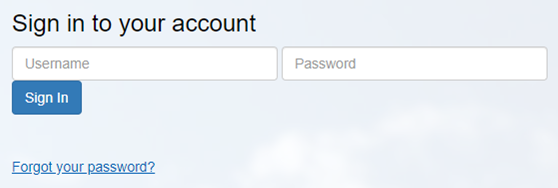 Sign in to your account
Username Password
Sign In
Forgot your password?